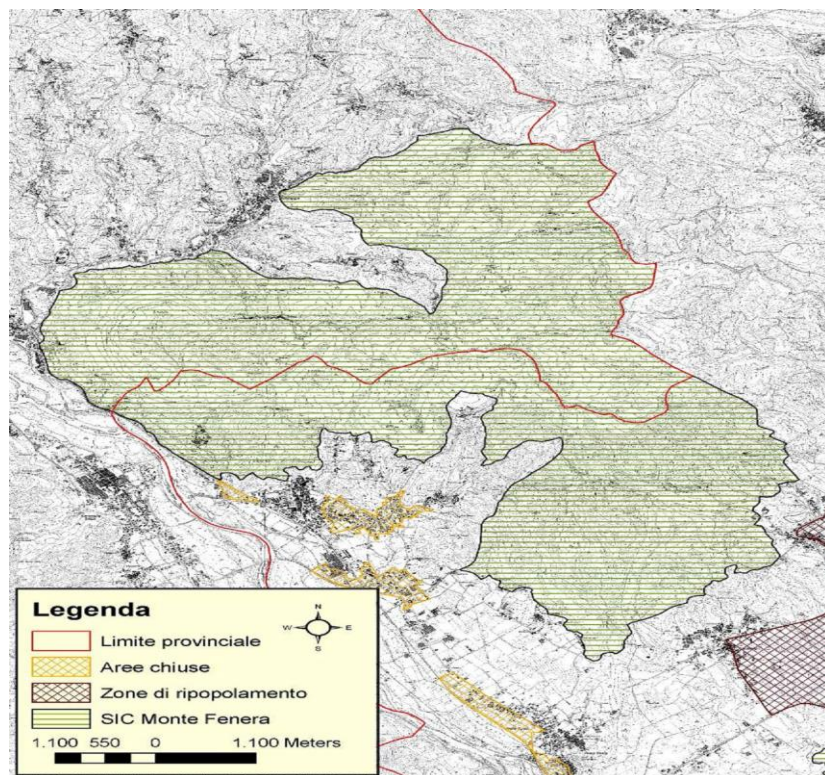 Legenda
N
W E
S
Limite provinciale
Aree chiuse
Zone di ripopolamento
SIC Monte Fenera
1.100 550 0 1.100 Meters